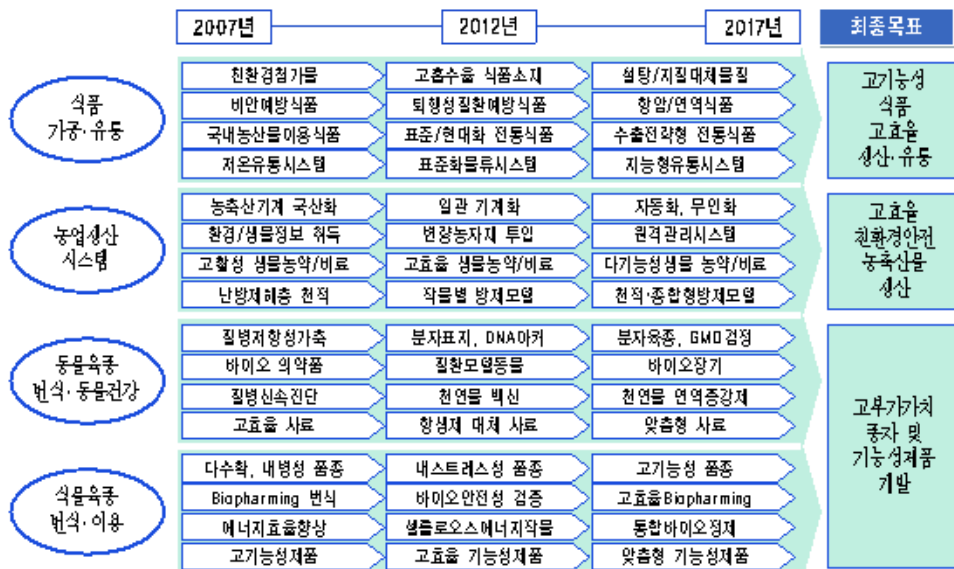 2007년
2012년
2017년
최종목표
식품
가공·유통
친환경첨가물
고흡수율 식품소재
설탕/지질대체물질
비만예방식품
퇴행성질환예방식품
항암/면역식품
국내농산물이용식품
표준/현대화 전통식품
수출전략형 전통식품
저온유통시스템
표준화물류시스템
지능형유통시스템
고기능성
식품
고효율
생산·유통
농업생산
시스템
농축산기계 국산화
일관 기계화
자동화, 무인화
환경/생물정보 취득
변량농자재 투입
원격관리시스템
고활성 생물농약/비료
고효율 생물농약/비료
다기능성생물 농약/비료
난방제해충 천적
작물별 방제모델
천적·종합형방제모델
고효율
친환경안전
농축산물
생산
동물육종
번식·동물건강
질병저항성가축
분자표지, DNA마커
분자육종, GMO검정
바이오 의약품
질환모델동물
바이오장기
질병신속진단
천연물 백신
천연물 면역증강제
고효율 사료
항생제 대체 사료
맞춤형 사료
식물육종
번식·이용
다수확, 내병성 품종
내스트레스성 품종
고기능성 품종
Biopharming 번식
바이오안전성 검증
고효율Biopharming
에너지효율향상
셀룰로오스에너지작물
통합바이오정제
고기능성제품
고효율 기능성제품
맞춤형 기능성제품
고부가가치
종자 및
기능성제품
개발